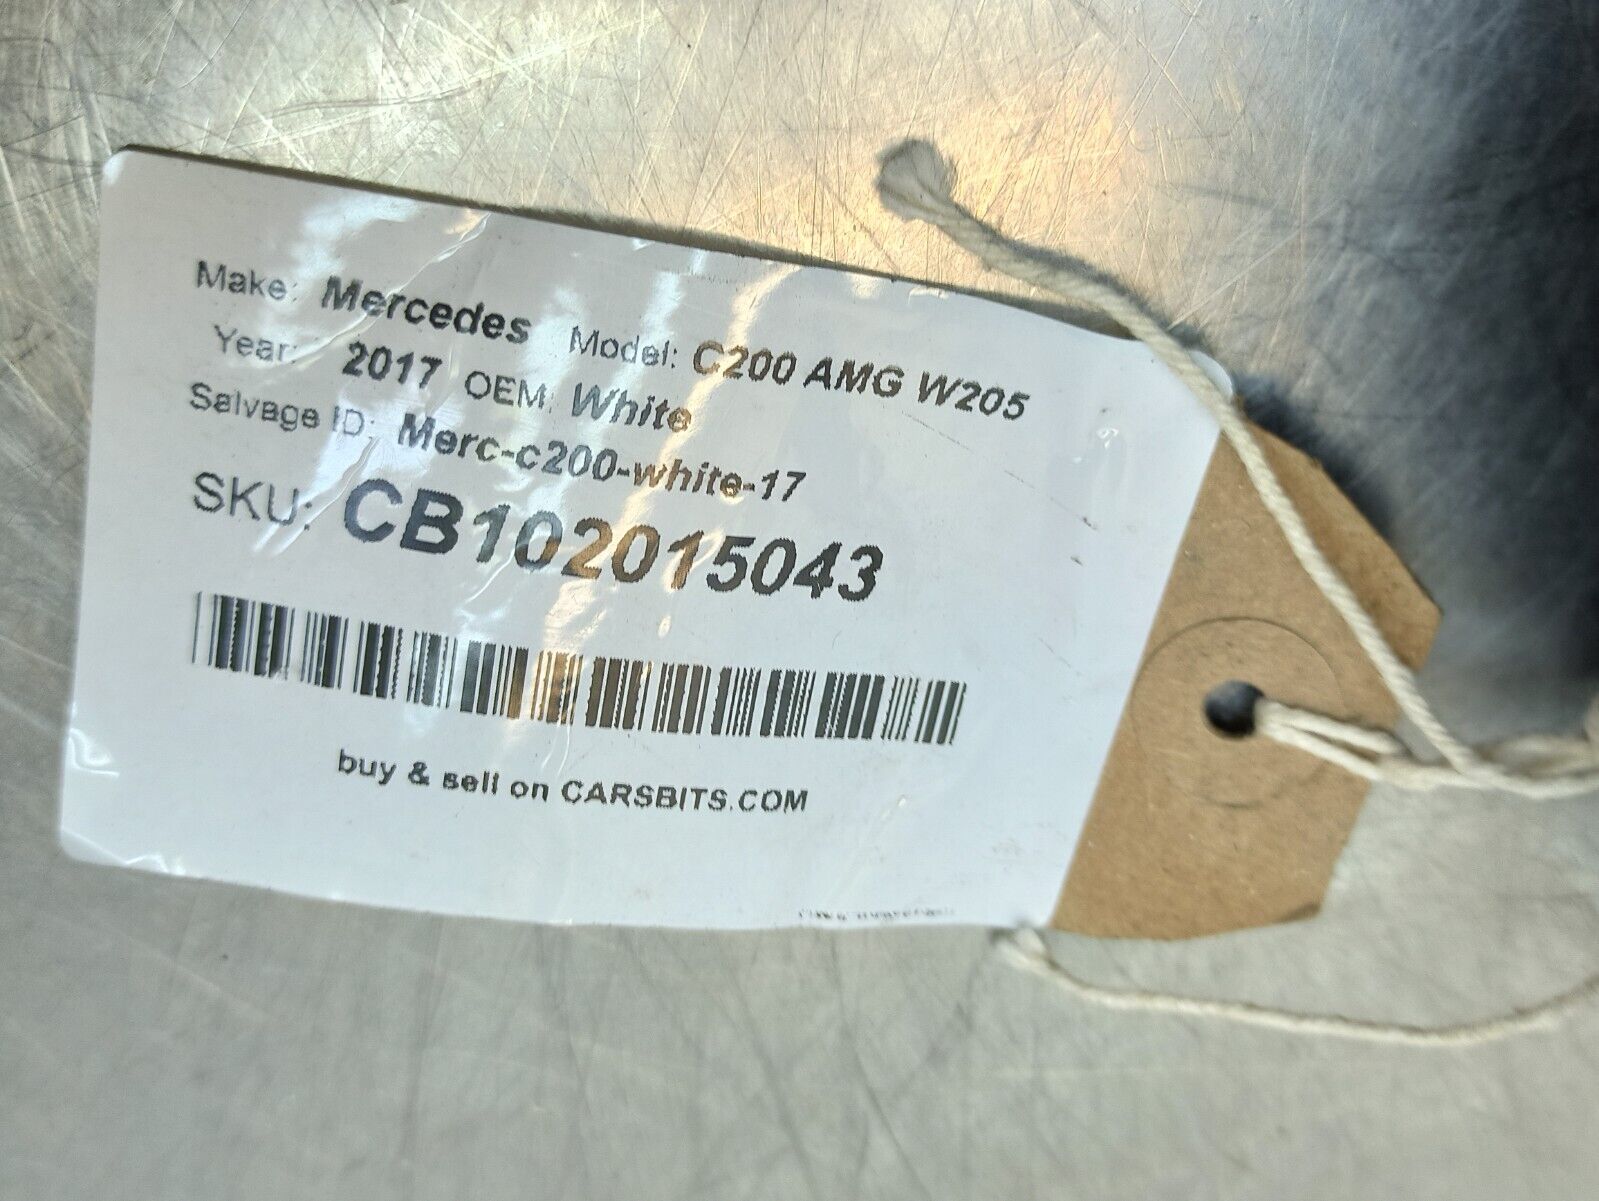 Make: Mercedes Model: C200 AMG W205
Year: 2017 OEM: White
Salvage ID: Merc-c200-white-17
SKU: CB102015043
buy & sell on CARSBITS.COM